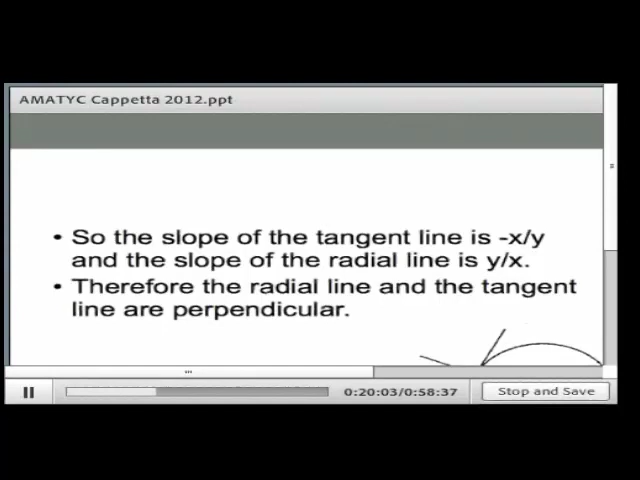 AMATYC Cappetta 2012.ppt
• So the slope of the tangent line is -x/y
and the slope of the radial line is y/x.
• Therefore the radial line and the tangent
line are perpendicular.
0:20:03/0:58:37
Stop and Save